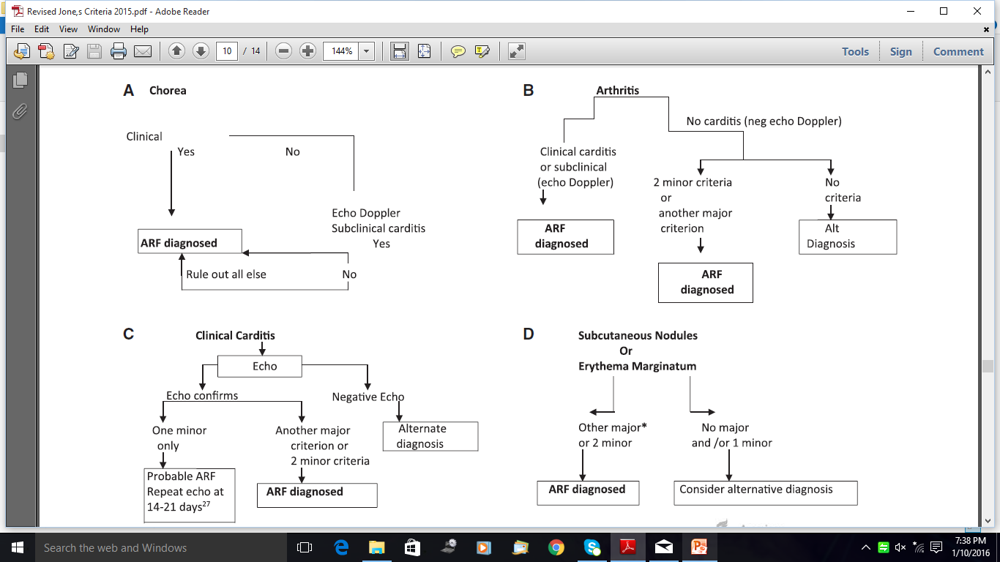 Revised Jone,s Criteria 2015.pdf - Adobe Reader
File Edit View Window Help
10 / 14 144% Tools Sign Comment
A Chorea
Clinical
Yes No
Echo Doppler
Subclinical carditis
Yes
ARF diagnosed
Rule out all else No
B Arthritis
No carditis (neg echo Doppler)
Clinical carditis
or subclinical
(echo Doppler)
ARF
diagnosed
2 minor criteria
or
another major
criterion
ARF
diagnosed
No
criteria
Alt
Diagnosis
C Clinical Carditis
Echo
Echo confirms
Negative Echo
One minor
only
Another major
criterion or
2 minor criteria
Alternate
diagnosis
Probable ARF
Repeat echo at
14-21 days27
ARF diagnosed
D Subcutaneous Nodules
Or
Erythema Marginatum
Other major*
or 2 minor
No major
and /or 1 minor
ARF diagnosed
Consider alternative diagnosis
Search the web and Windows
7:38 PM
1/10/2016